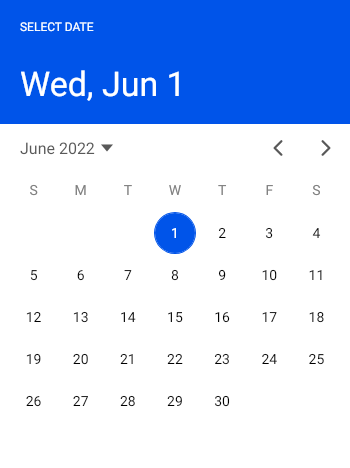 SELECT DATE
Wed, Jun 1
June 2022
S M T W T F S
1 2 3 4
5 6 7 8 9 10 11
12 13 14 15 16 17 18
19 20 21 22 23 24 25
26 27 28 29 30